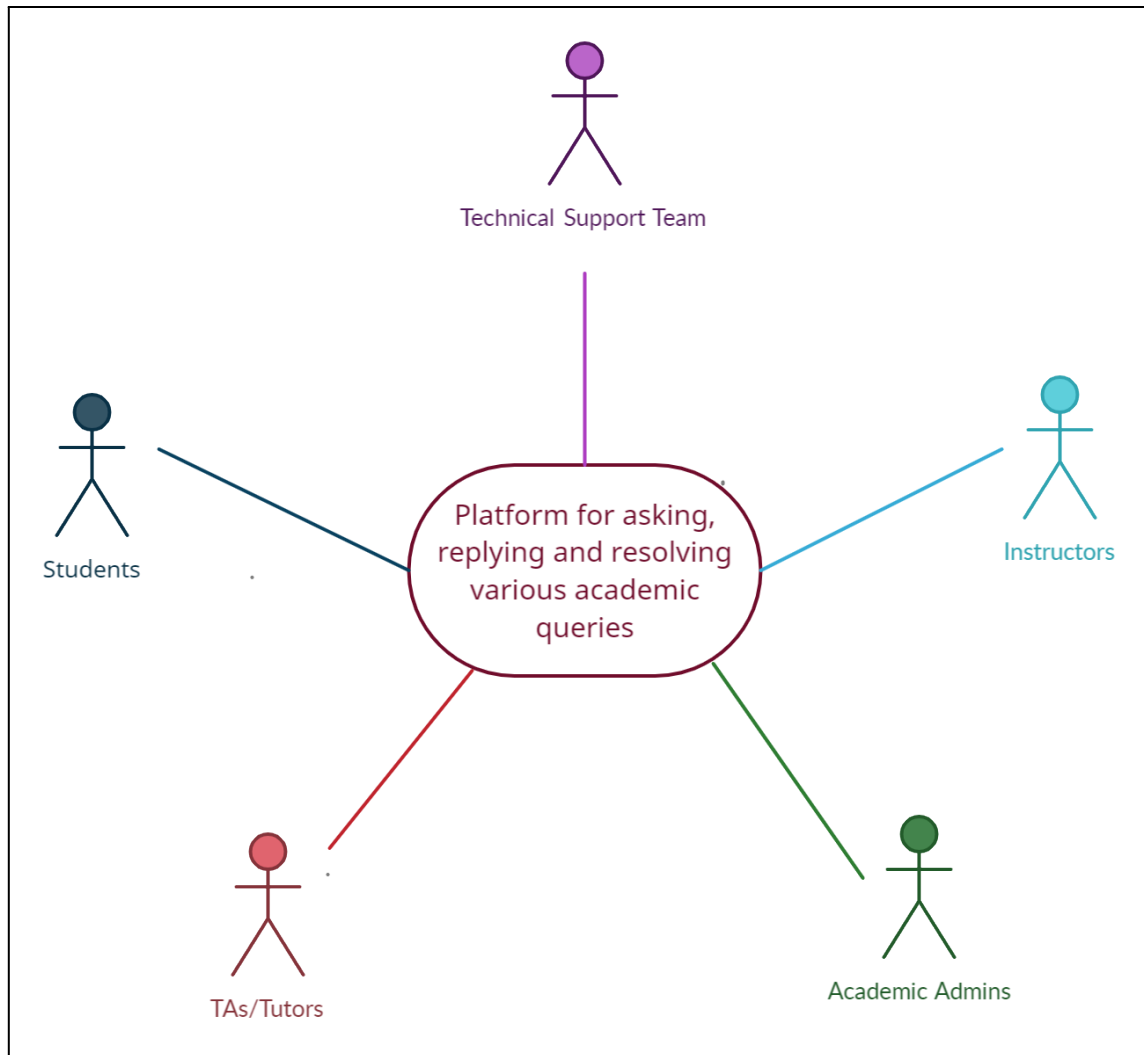 Technical Support Team
Students
Platform for asking,
replying and resolving
various academic
queries
Instructors
TAs/Tutors
Academic Admins